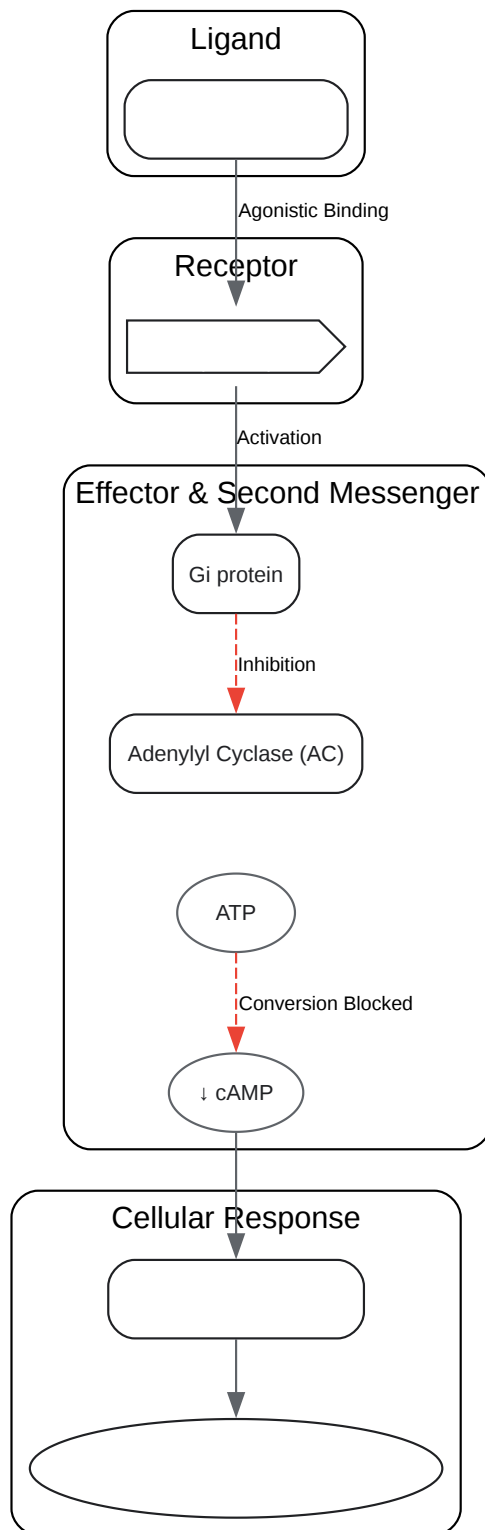 Ligand
Agonistic Binding
Receptor
Activation
Effector & Second Messenger
Gi protein
Inhibition
Adenylyl Cyclase (AC)
ATP
Conversion Blocked
↓ cAMP
Cellular Response